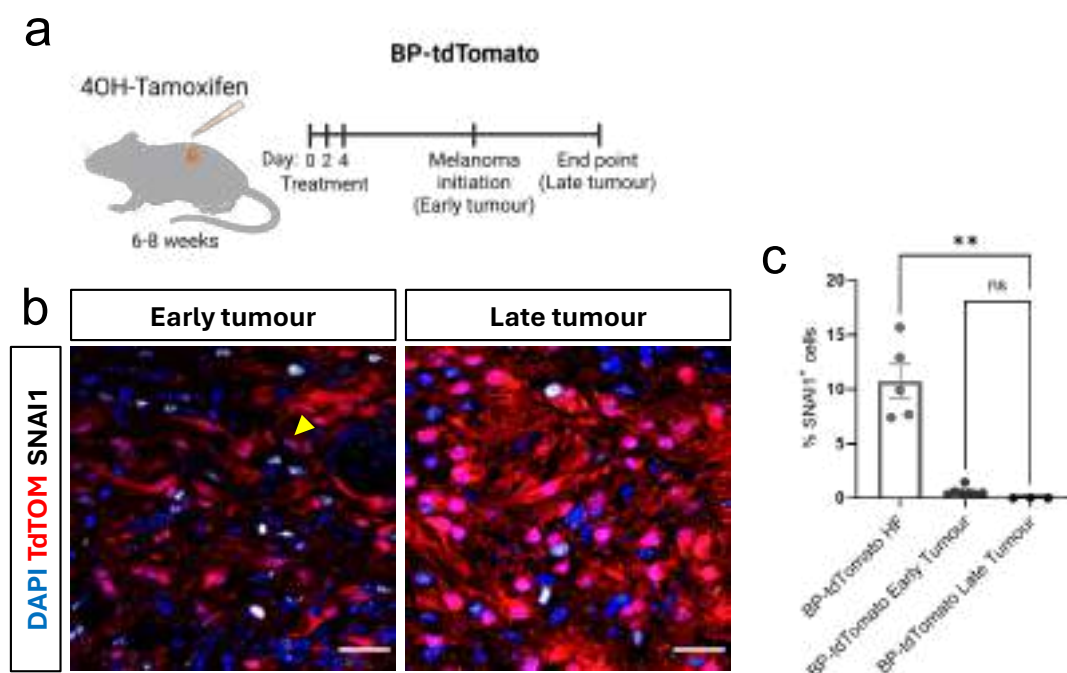 a
BP-tdTomato
4OH-Tamoxifen
Day: 0 2 4
Treatment
Melanoma
initiation
(Early tumour)
End point
(Late tumour)
6-8 weeks
b
Early tumour
Late tumour
DAPI TdTOM SNAI1
c
**
ns
% SNAI1+ cells
20
15
10
5
0
BP-tdTomato HF
BP-tdTomato Early Tumour
BP-tdTomato Late Tumour